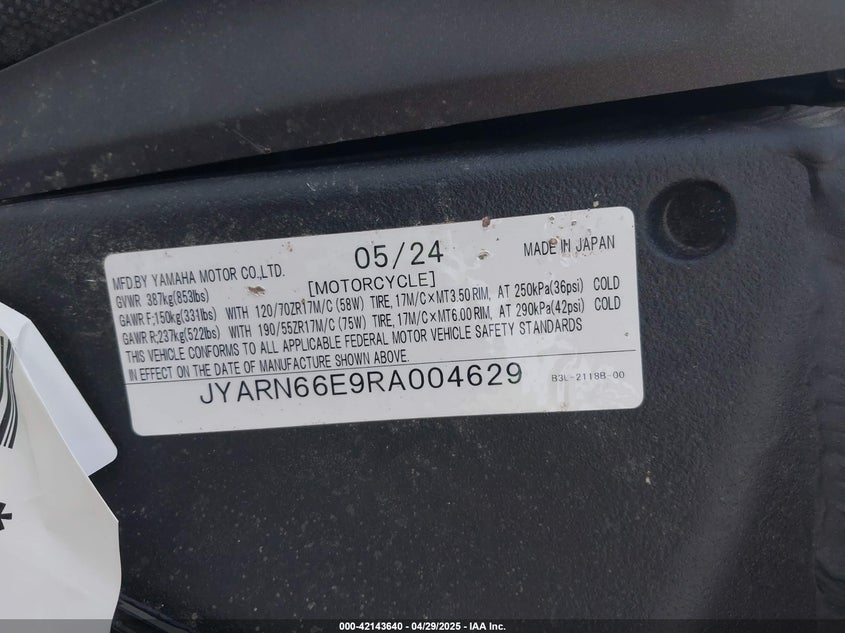 05/24
MADE IN JAPAN
MFD.BY YAMAHA MOTOR CO.,LTD.
[MOTORCYCLE]
GVWR 387kg(853lbs)
GAWR F;150kg(331lbs) WITH 120/70ZR17M/C (58W) TIRE, 17M/C×MT3.50 RIM, AT 250kPa(36psi) COLD
GAWR R;237kg(522lbs) WITH 190/55ZR17M/C (75W) TIRE, 17M/C×MT6.00 RIM, AT 290kPa(42psi) COLD
THIS VEHICLE CONFORMS TO ALL APPLICABLE FEDERAL MOTOR VEHICLE SAFETY STANDARDS
IN EFFECT ON THE DATE OF MANUFACTURE SHOWN ABOVE.
JYARN66E9RA004629
B3L-2118B-00
*
000-42143640 - 04/29/2025 - IAA Inc.